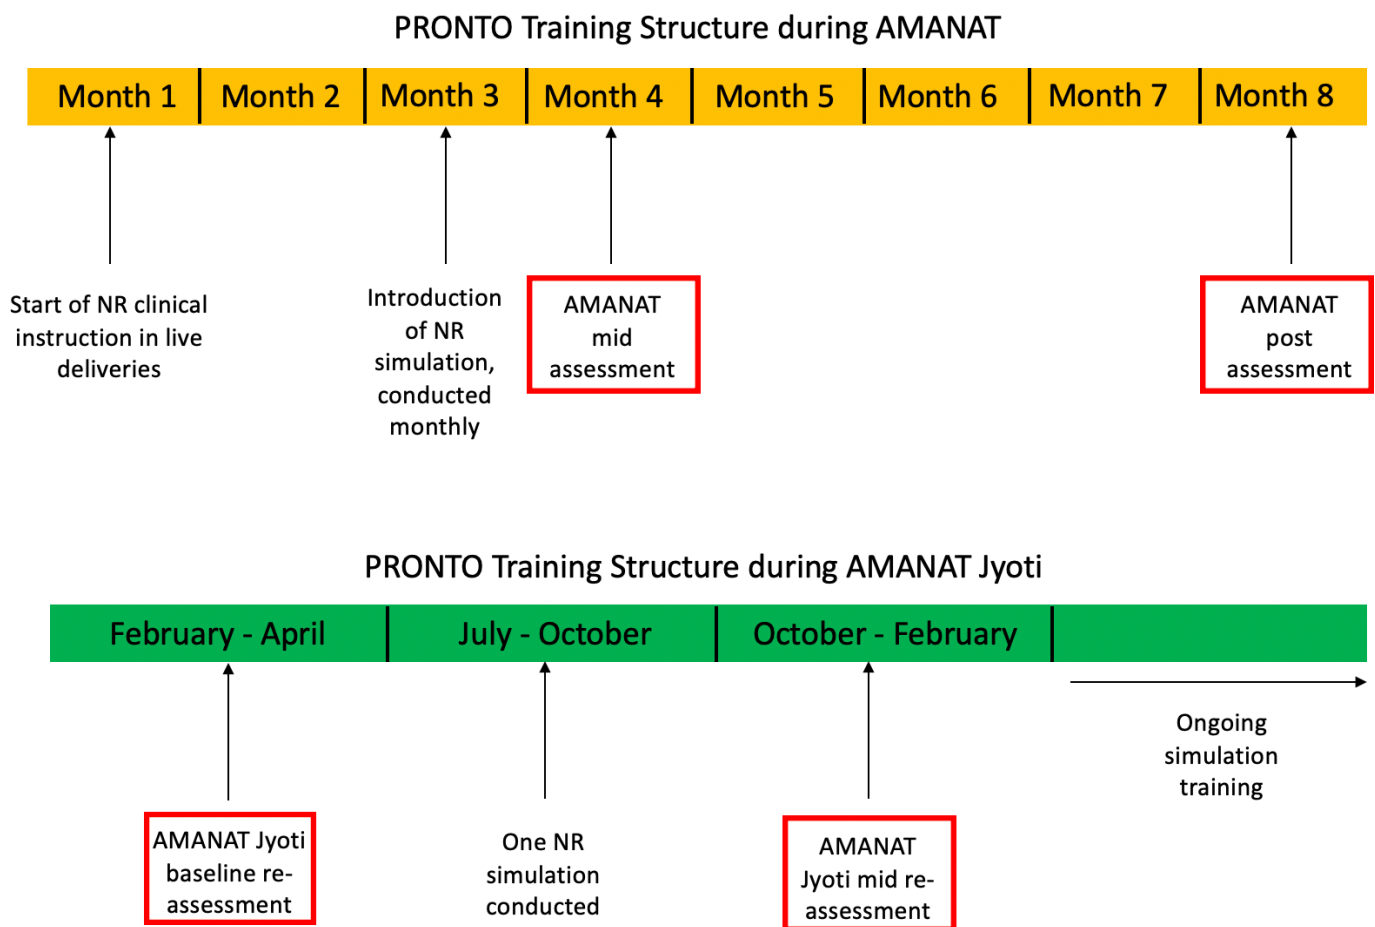 PRONTO Training Structure during AMANAT
Month 1
Month 2
Month 3
Month 4
Month 5
Month 6
Month 7
Month 8
Start of NR clinical
instruction in live
deliveries
Introduction
of NR
simulation,
conducted
monthly
AMANAT
mid
assessment
AMANAT
post
assessment
PRONTO Training Structure during AMANAT Jyoti
February - April
July - October
October - February
AMANAT Jyoti
baseline re-
assessment
One NR
simulation
conducted
AMANAT
Jyoti mid re-
assessment
Ongoing
simulation
training